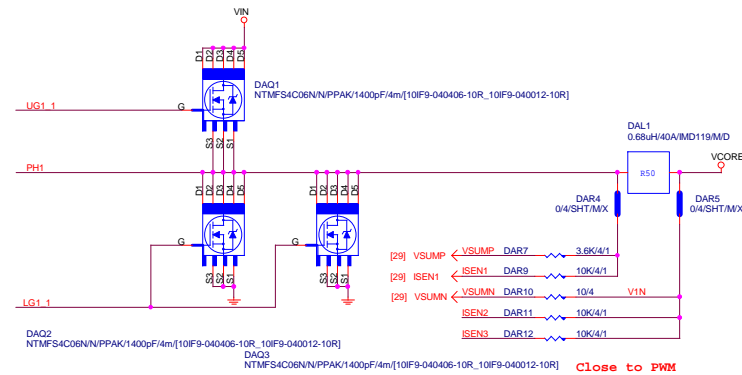 VIN
D1 D2 D3 D4 D5
DAQ1
NTMFS4C06N/N/PPAK/1400pF/4m/[10IF9-040406-10R_10IF9-040012-10R]
UG1_1
G
S3 S2 S1
DAL1
0.68uH/40A/IMD119/M/D
VCORE
PH1
R50
D1 D2 D3 D4 D5
D1 D2 D3 D4 D5
DAR4
0/4/SHT/M/X
DAR5
0/4/SHT/M/X
G
G
[29] VSUMP VSUMP DAR7 3.6K/4/1
[29] ISEN1 ISEN1 DAR9 10K/4/1
S3 S2 S1
S3 S2 S1
[29] VSUMN VSUMN DAR10 10/4 V1N
LG1_1
ISEN2 DAR11 10K/4/1
ISEN3 DAR12 10K/4/1
DAQ2
NTMFS4C06N/N/PPAK/1400pF/4m/[10IF9-040406-10R_10IF9-040012-10R]
DAQ3
NTMFS4C06N/N/PPAK/1400pF/4m/[10IF9-040406-10R_10IF9-040012-10R]
Close to PWM